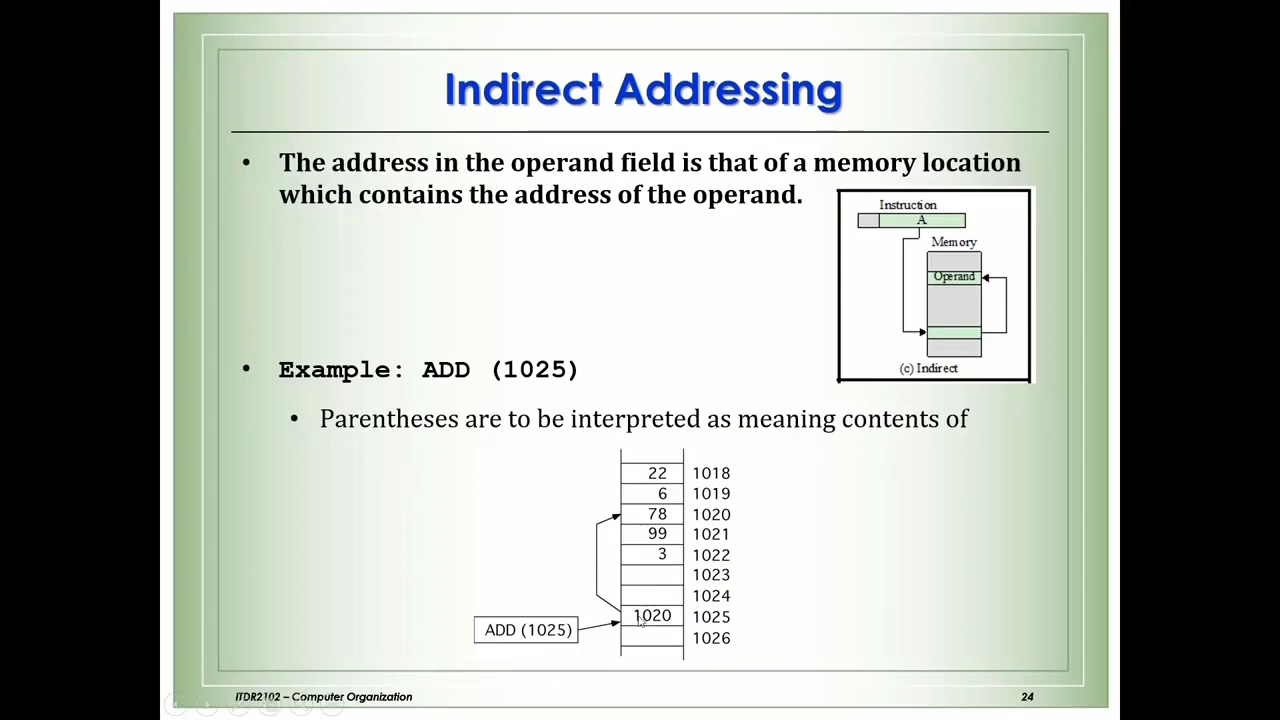 Indirect Addressing
• The address in the operand field is that of a memory location
which contains the address of the operand.
Instruction
A
Memory
Operand
(c) Indirect
• Example: ADD (1025)
• Parentheses are to be interpreted as meaning contents of
22 1018
6 1019
78 1020
99 1021
3 1022
1023
1024
1020 1025
ADD (1025)
1026
ITDR2102 – Computer Organization
24